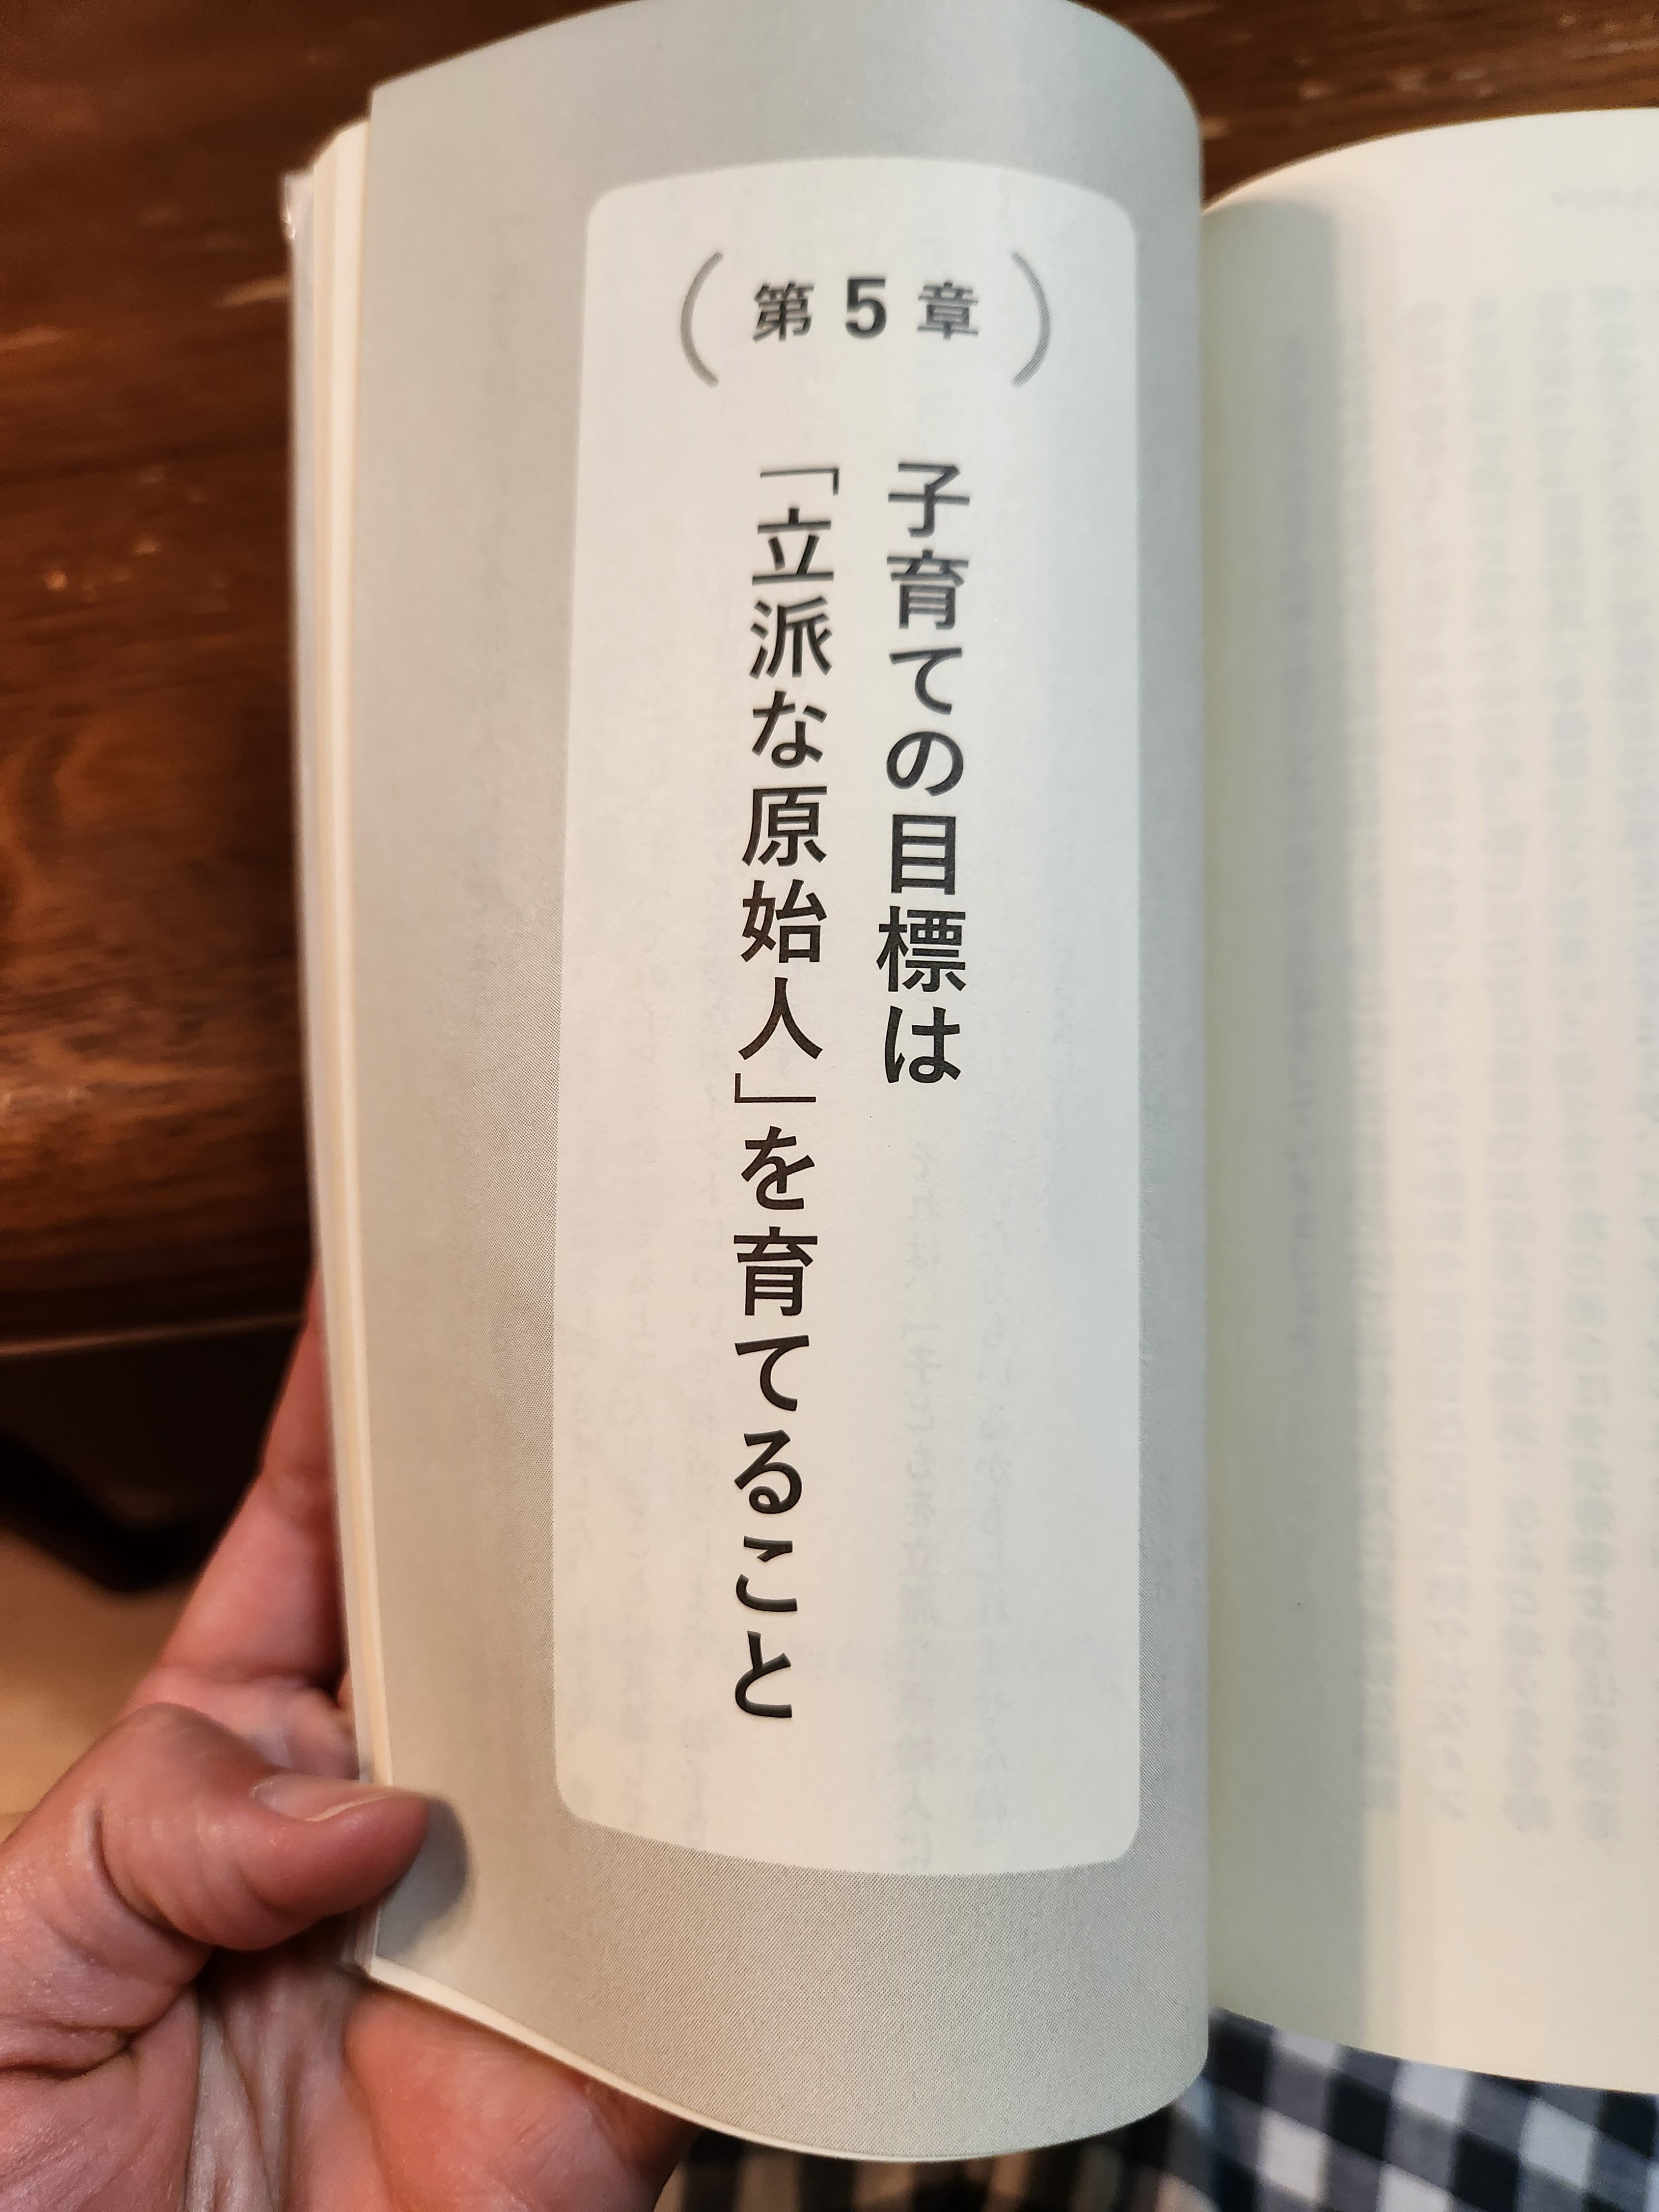 第5章
子育ての目標は
「立派な原始人」を育てること